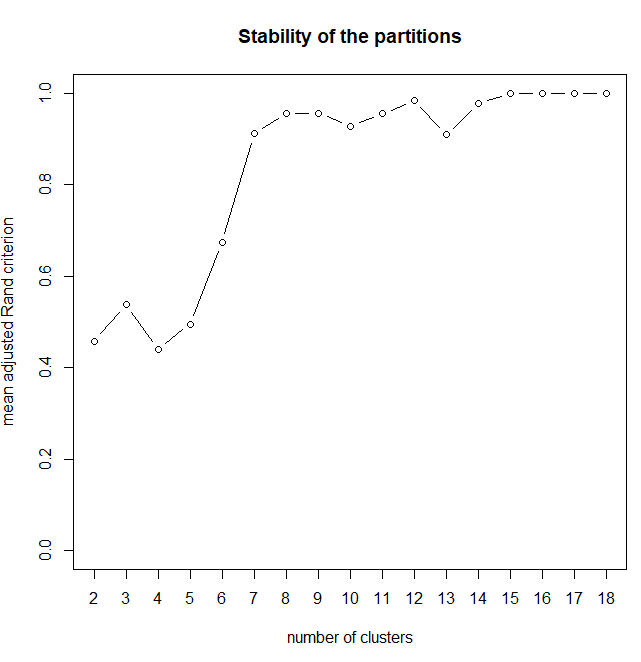 Stability of the partitions
mean adjusted Rand criterion
1.0
0.8
0.6
0.4
0.2
0.0
2 3 4 5 6 7 8 9 10 11 12 13 14 15 16 17 18
number of clusters